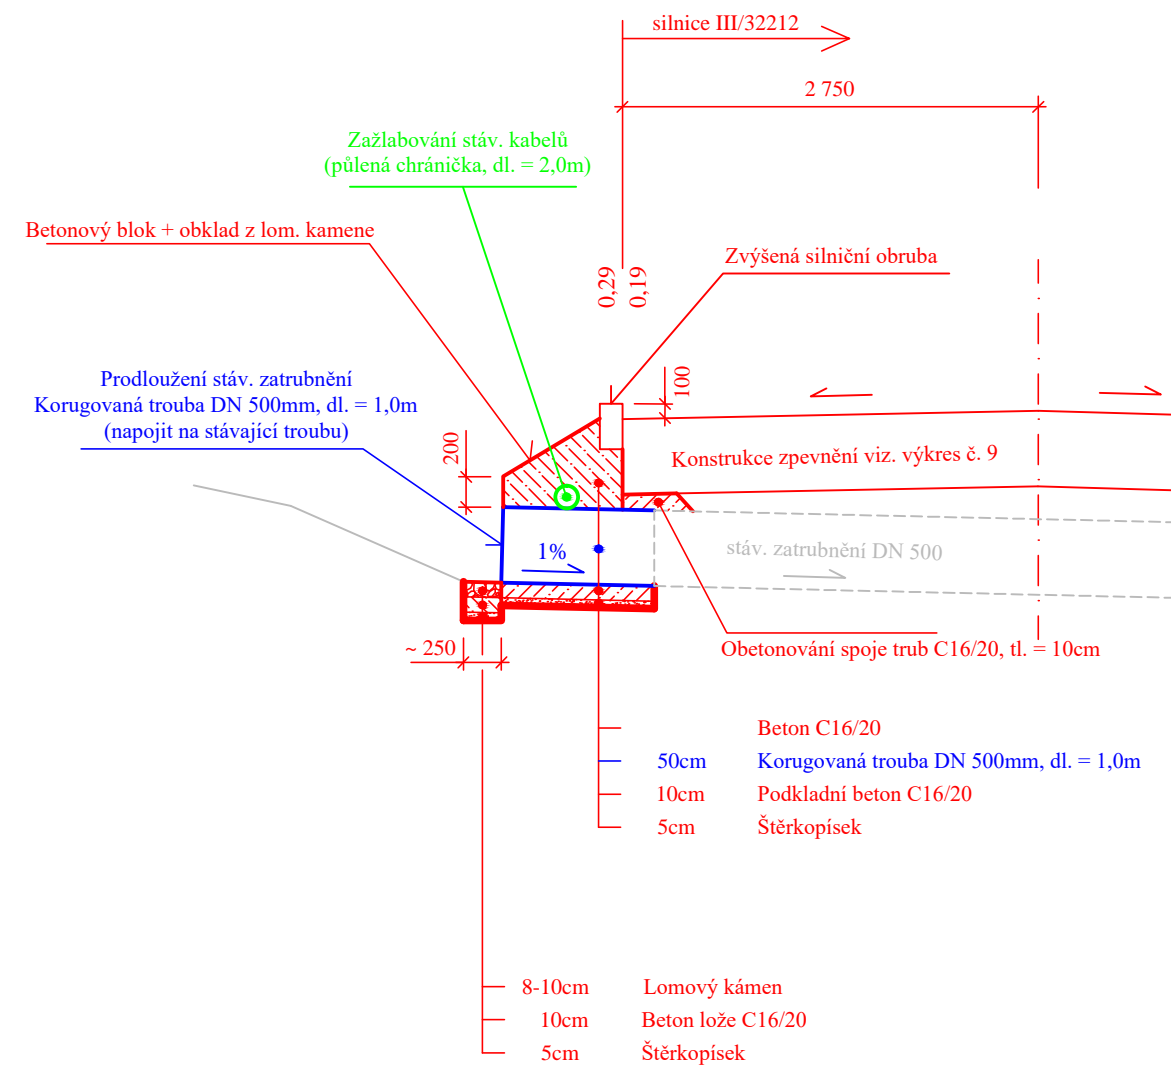 silnice III/32212
2 750
Zažlabování stáv. kabelů
(půlená chránička, dl. = 2,0m)
Betonový blok + obklad z lom. kamene
Zvýšená silniční obruba
0,29
0,19
Prodloužení stáv. zatrubnění
Korugovaná trouba DN 500mm, dl. = 1,0m
(napojit na stávající troubu)
100
200
Konstrukce zpevnění viz. výkres č. 9
1%
stáv. zatrubnění DN 500
~ 250
Obetonování spoje trub C16/20, tl. = 10cm
Beton C16/20
50cm Korugovaná trouba DN 500mm, dl. = 1,0m
10cm Podkladní beton C16/20
5cm Štěrkopísek
8-10cm Lomový kámen
10cm Beton lože C16/20
5cm Štěrkopísek